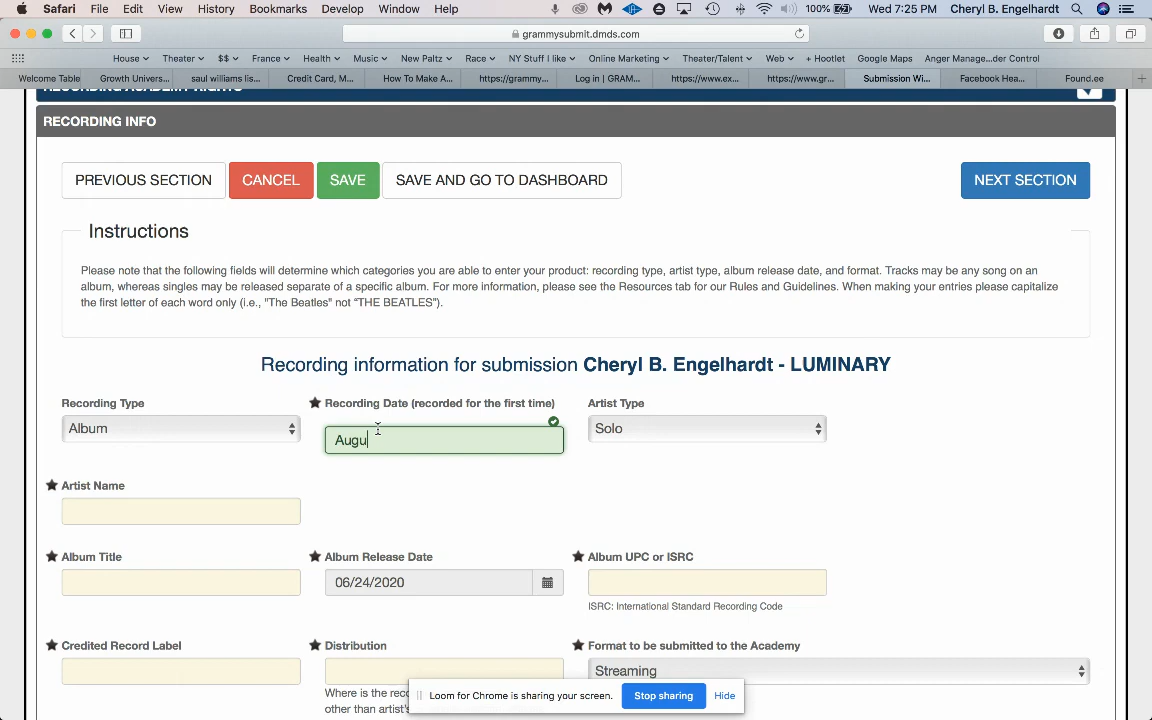 Safari File Edit View History Bookmarks Develop Window Help 100% Wed 7:25 PM Cheryl B. Engelhardt
grammysubmit.dmds.com
House Theater $$ France Health Music New Paltz Race NY Stuff I like Online Marketing Theater/Talent Web + Hootlet Google Maps Anger Manage...der Control
Welcome Table Growth Univers... saul williams lis... Credit Card, M... How To Make A... https://grammy... Log in | GRAM... https://www.ex... https://www.gr... Submission Wi... Facebook Hea... Found.ee
RECORDING ACADEMY RIGHTS
RECORDING INFO
PREVIOUS SECTION CANCEL SAVE SAVE AND GO TO DASHBOARD NEXT SECTION
Instructions
Please note that the following fields will determine which categories you are able to enter your product: recording type, artist type, album release date, and format. Tracks may be any song on an
album, whereas singles may be released separate of a specific album. For more information, please see the Resources tab for our Rules and Guidelines. When making your entries please capitalize
the first letter of each word only (i.e., "The Beatles" not “THE BEATLES”).
Recording information for submission Cheryl B. Engelhardt - LUMINARY
Recording Type Recording Date (recorded for the first time) Artist Type
Album Augu Solo
Artist Name
Album Title Album Release Date Album UPC or ISRC
06/24/2020
ISRC: International Standard Recording Code
Credited Record Label Distribution Format to be submitted to the Academy
Streaming
Where is the reco
other than artist's
Loom for Chrome is sharing your screen. Stop sharing Hide